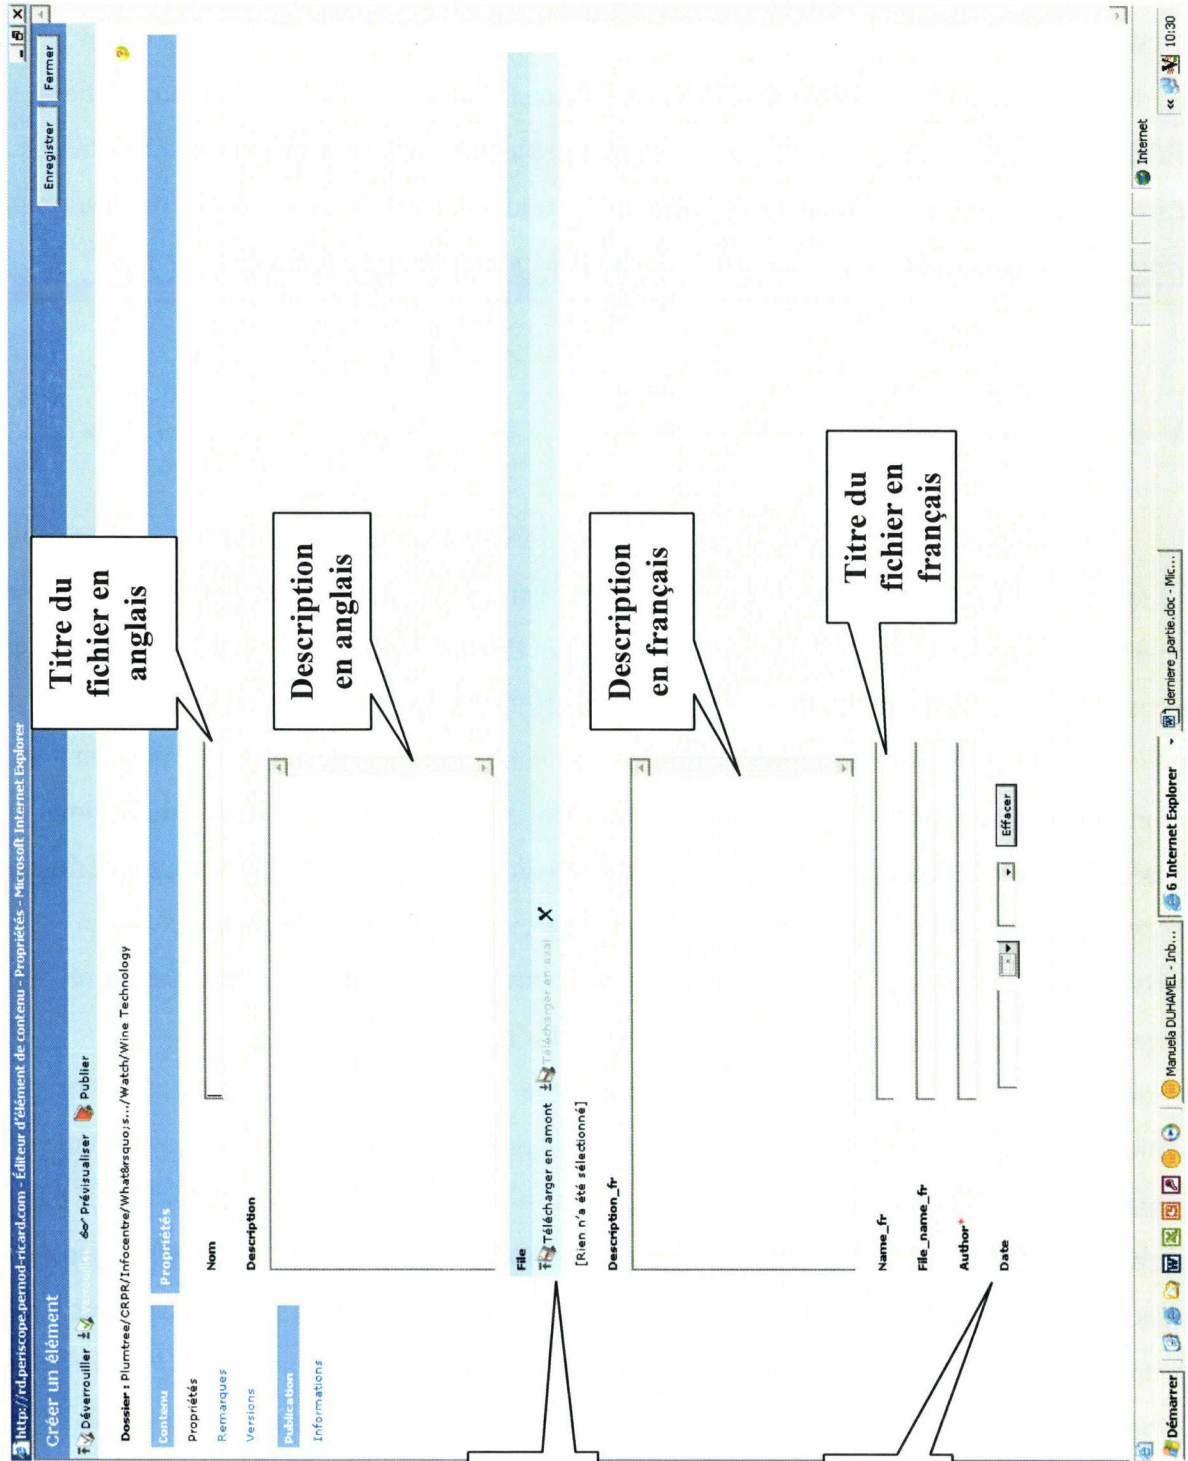 http://rd.periscope.pernod-ricard.com - Éditeur d'élément de contenu - Propriétés - Microsoft Internet Explorer
Créer un élément
Enregistrer
Fermer
Déverrouiller
Verrouiller
Prévisualiser
Publier
Dossier : Plumtree/CRPR/Infocentre/What&rsquo;s.../Watch/Wine Technology
Contenu
Propriétés
Remarques
Versions
Publication
Informations
Propriétés
Nom
Titre du
fichier en
anglais
Description
Description
en anglais
File
Télécharger en amont
Télécharger en aval
[Rien n'a été sélectionné]
Description_fr
Description
en français
Name_fr
Titre du
fichier en
français
File_name_fr
Author*
Date
Effacer
Internet
Démarrer
Manuela DUHAMEL - Inb...
6 Internet Explorer
derniere_partie.doc - Mic...
10:30